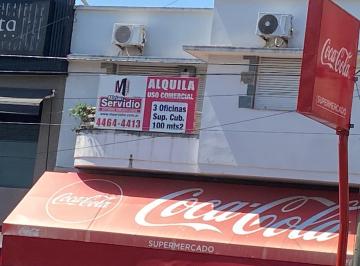 M
Servidio
4464-4413
ALQUILA
USO COMERCIAL
3 Oficinas
Sup. Cub.
100 mts2
Coca-Cola
SUPERMERCADO
Coca-Cola
Coca-Cola
SUPERMERCADO